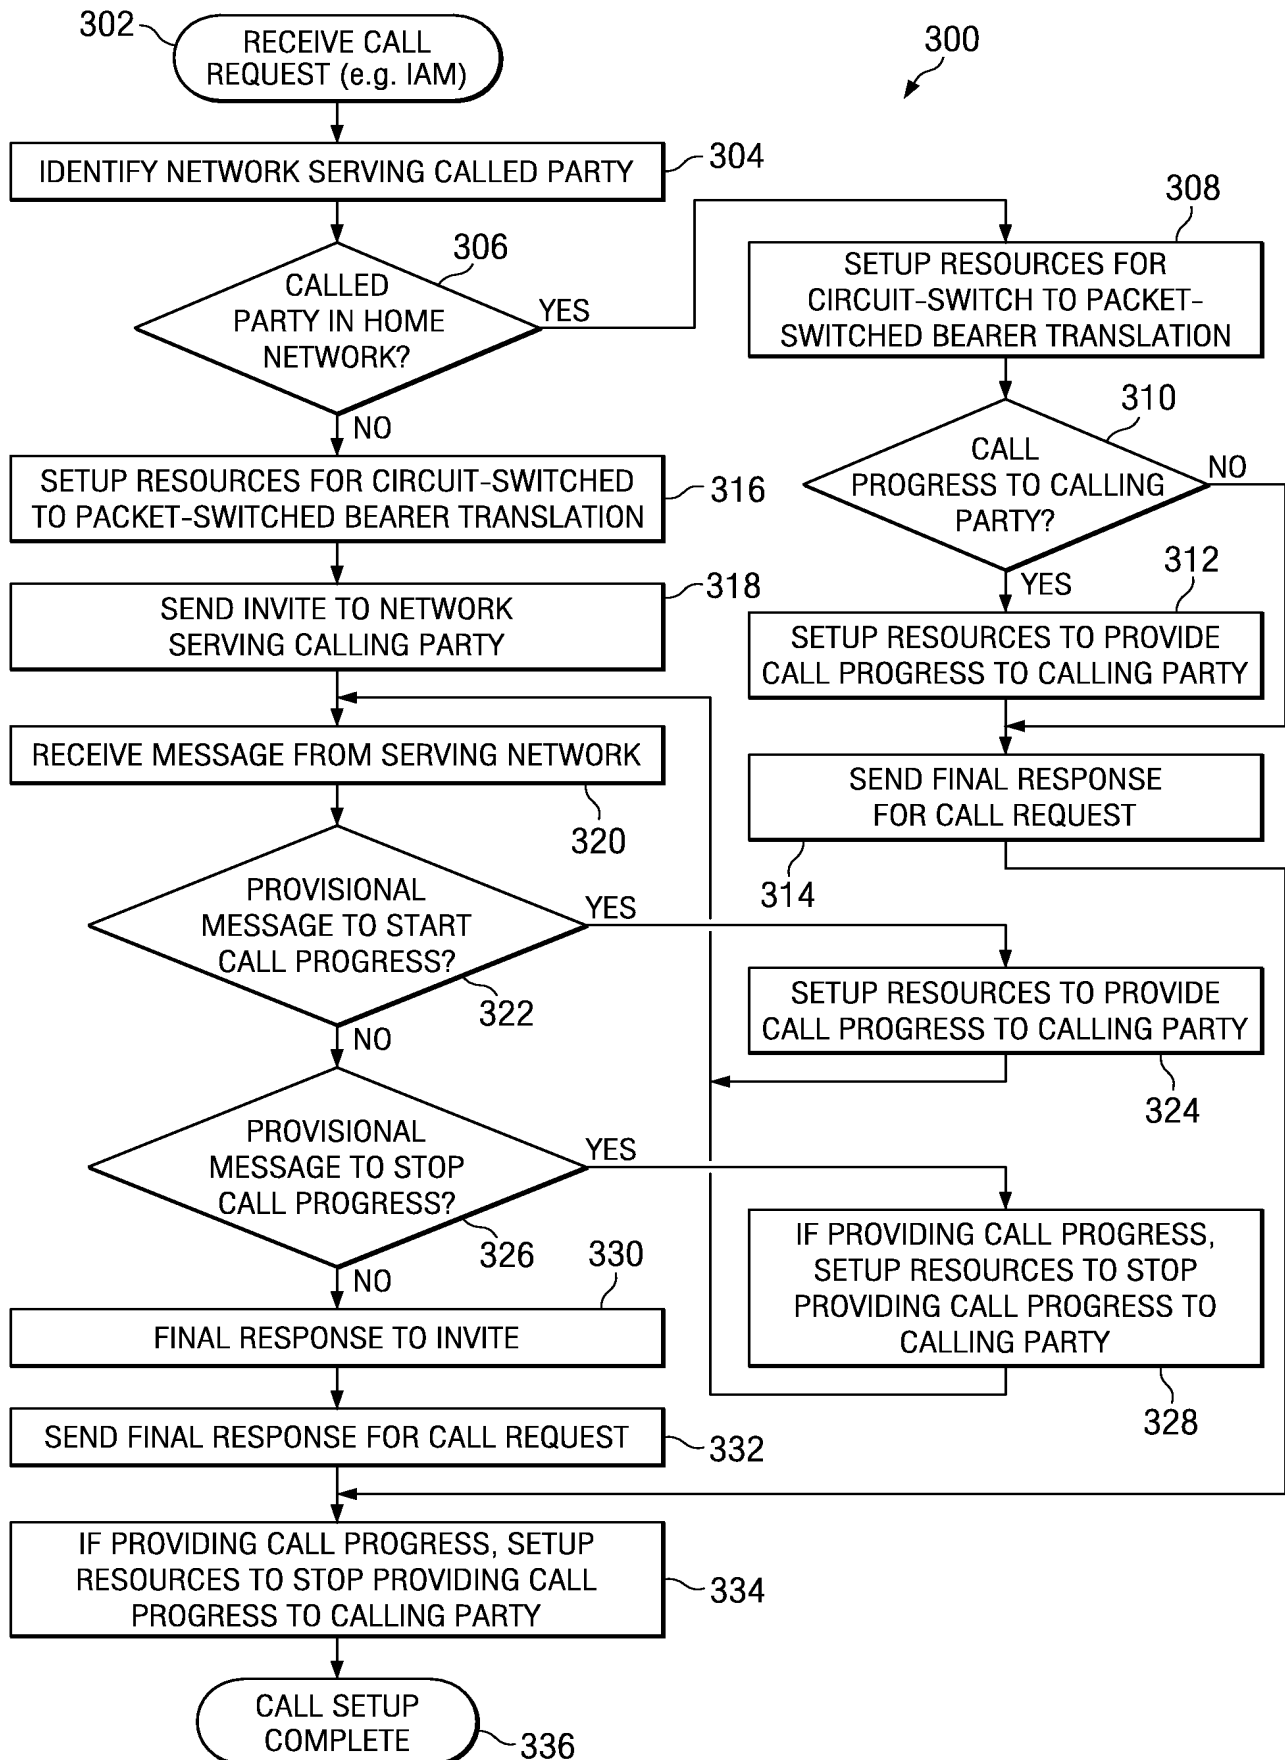 302
RECEIVE CALL
REQUEST (e.g. IAM)
300
IDENTIFY NETWORK SERVING CALLED PARTY
304
306
CALLED
PARTY IN HOME
NETWORK?
YES
NO
308
SETUP RESOURCES FOR
CIRCUIT-SWITCH TO PACKET-
SWITCHED BEARER TRANSLATION
310
CALL
PROGRESS TO CALLING
PARTY?
NO
YES
SETUP RESOURCES FOR CIRCUIT-SWITCHED
TO PACKET-SWITCHED BEARER TRANSLATION
316
SEND INVITE TO NETWORK
SERVING CALLING PARTY
318
312
SETUP RESOURCES TO PROVIDE
CALL PROGRESS TO CALLING PARTY
RECEIVE MESSAGE FROM SERVING NETWORK
320
SEND FINAL RESPONSE
FOR CALL REQUEST
314
PROVISIONAL
MESSAGE TO START
CALL PROGRESS?
YES
322
NO
SETUP RESOURCES TO PROVIDE
CALL PROGRESS TO CALLING PARTY
324
PROVISIONAL
MESSAGE TO STOP
CALL PROGRESS?
YES
326
NO
IF PROVIDING CALL PROGRESS,
SETUP RESOURCES TO STOP
PROVIDING CALL PROGRESS TO
CALLING PARTY
328
330
FINAL RESPONSE TO INVITE
SEND FINAL RESPONSE FOR CALL REQUEST
332
IF PROVIDING CALL PROGRESS, SETUP
RESOURCES TO STOP PROVIDING CALL
PROGRESS TO CALLING PARTY
334
CALL SETUP
COMPLETE
336